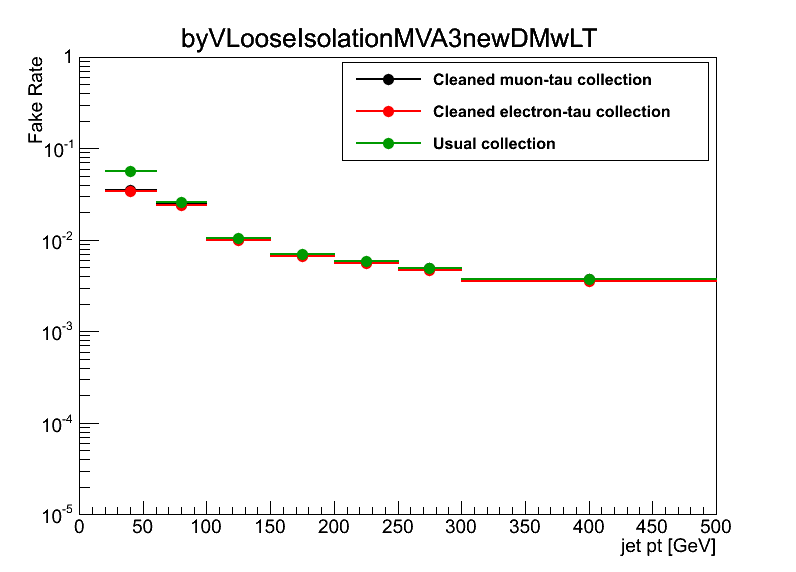 byVLooseIsolationMVA3newDMwLT
Fake Rate
1
10^-1
10^-2
10^-3
10^-4
10^-5
Cleaned muon-tau collection
Cleaned electron-tau collection
Usual collection
0 50 100 150 200 250 300 350 400 450 500
jet pt [GeV]